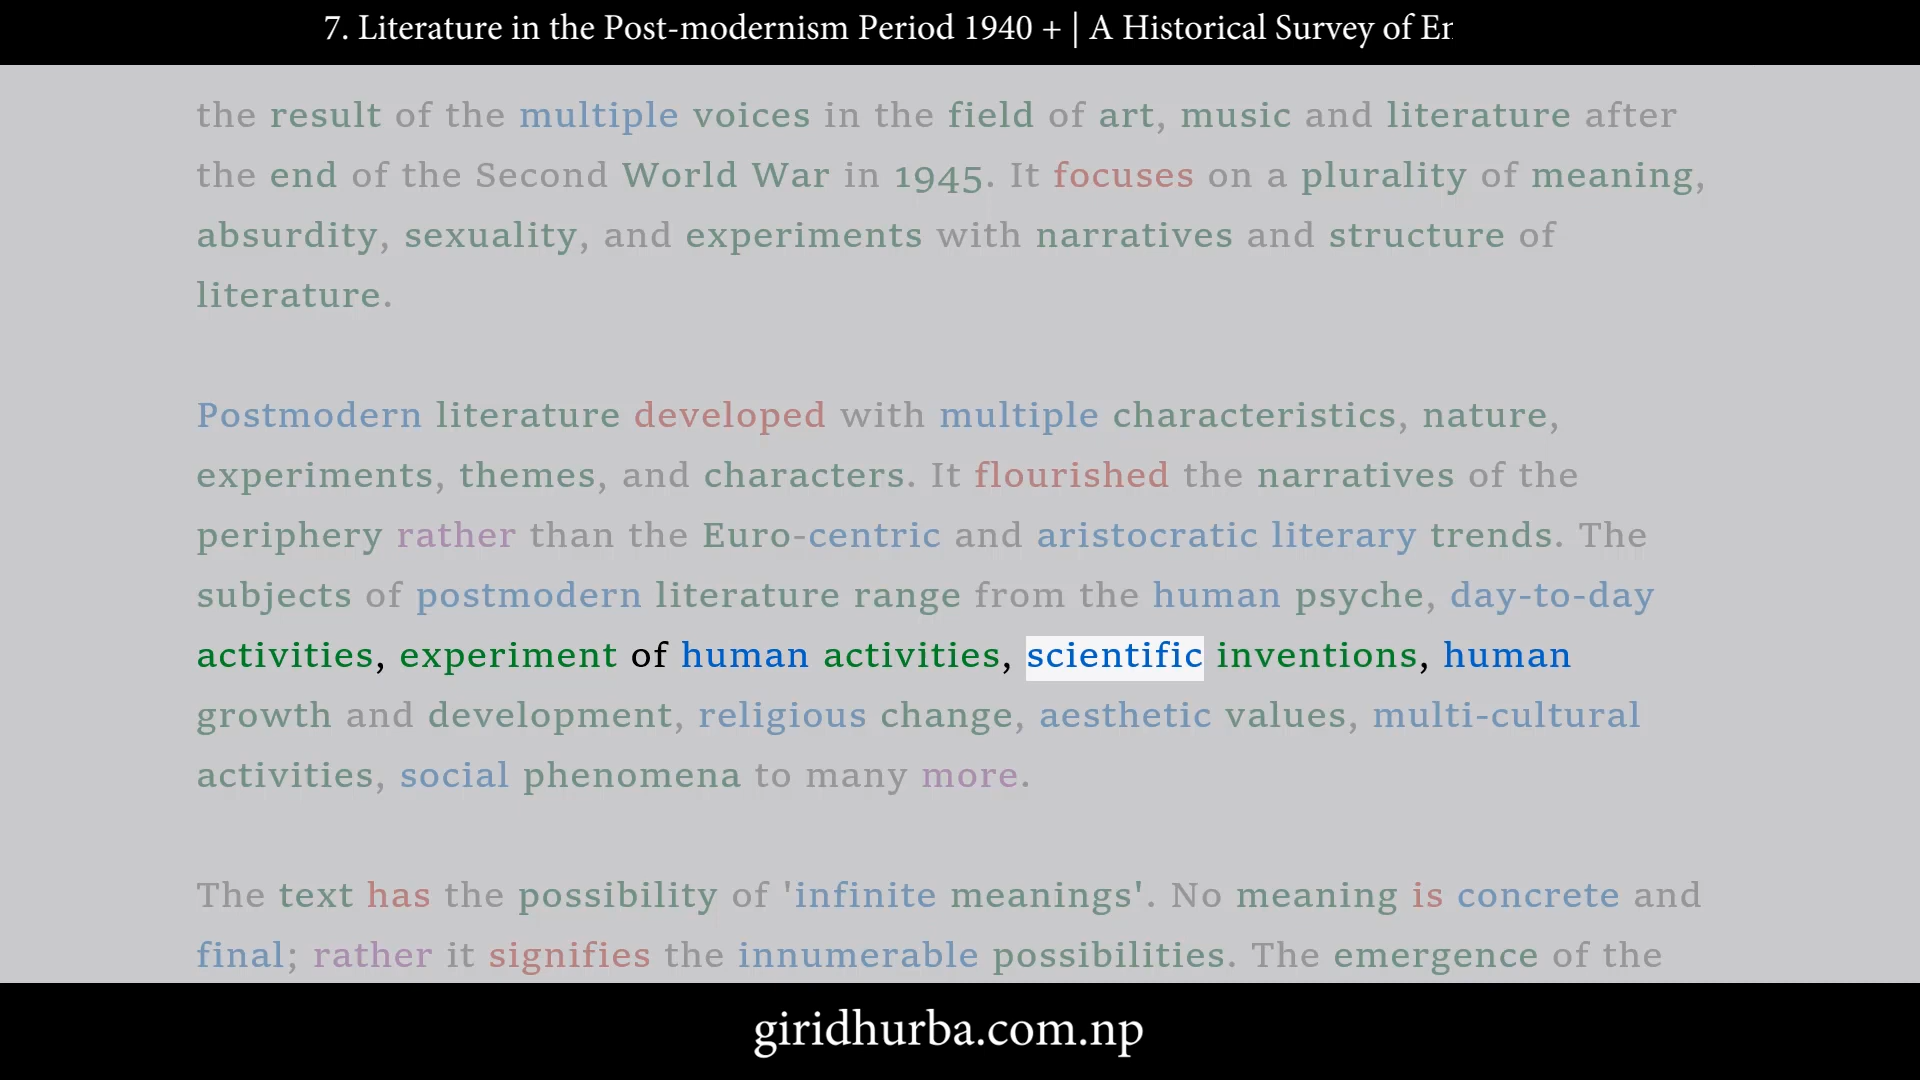 7. Literature in the Post-modernism Period 1940 + | A Historical Survey of En
the result of the multiple voices in the field of art, music and literature after
the end of the Second World War in 1945. It focuses on a plurality of meaning,
absurdity, sexuality, and experiments with narratives and structure of
literature.
Postmodern literature developed with multiple characteristics, nature,
experiments, themes, and characters. It flourished the narratives of the
periphery rather than the Euro-centric and aristocratic literary trends. The
subjects of postmodern literature range from the human psyche, day-to-day
activities, experiment of human activities, scientific inventions, human
growth and development, religious change, aesthetic values, multi-cultural
activities, social phenomena to many more.
The text has the possibility of 'infinite meanings'. No meaning is concrete and
final; rather it signifies the innumerable possibilities. The emergence of the
giridhurba.com.np